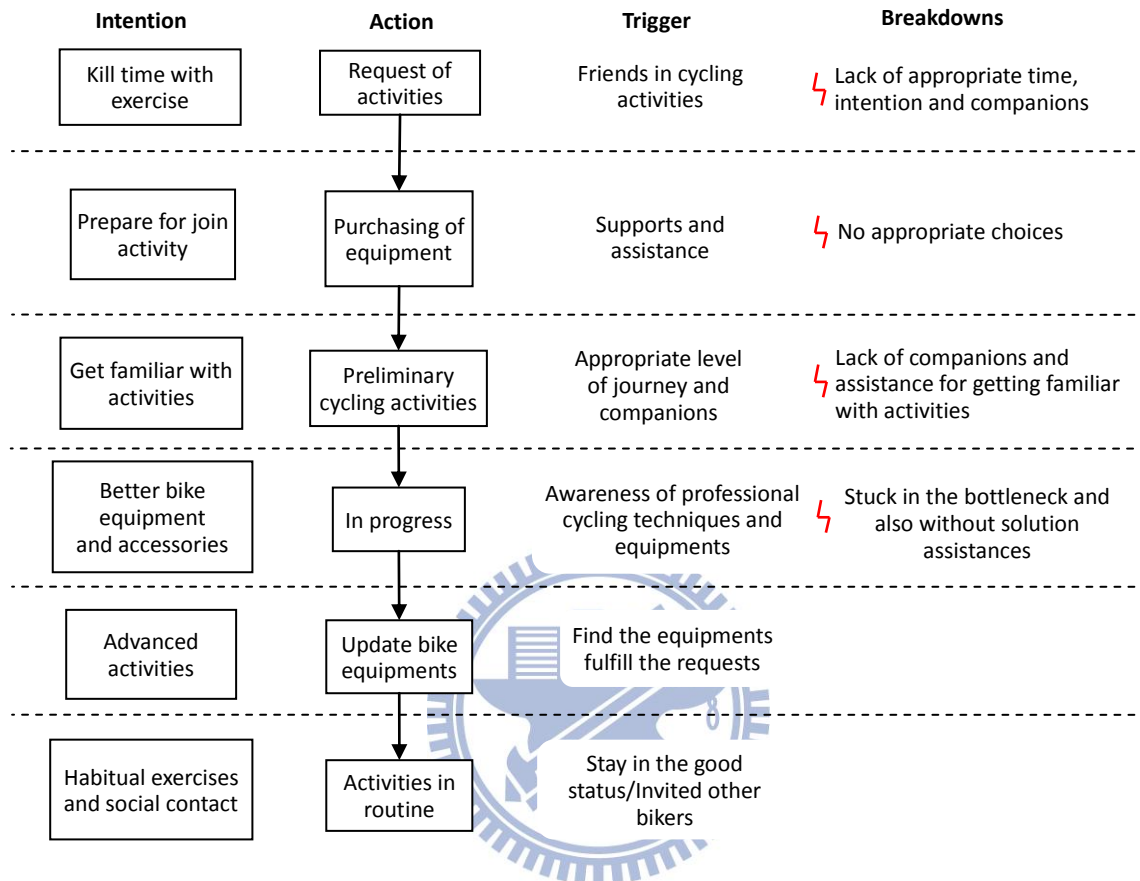 Intention
Action
Trigger
Breakdowns
Kill time with
exercise
Request of
activities
Friends in cycling
activities
Lack of appropriate time,
intention and companions
Prepare for join
activity
Purchasing of
equipment
Supports and
assistance
No appropriate choices
Get familiar with
activities
Preliminary
cycling activities
Appropriate level
of journey and
companions
Lack of companions and
assistance for getting familiar
with activities
Better bike
equipment
and accessories
In progress
Awareness of professional
cycling techniques and
equipments
Stuck in the bottleneck and
also without solution
assistances
Advanced
activities
Update bike
equipments
Find the equipments
fulfill the requests
Habitual exercises
and social contact
Activities in
routine
Stay in the good
status/Invited other
bikers